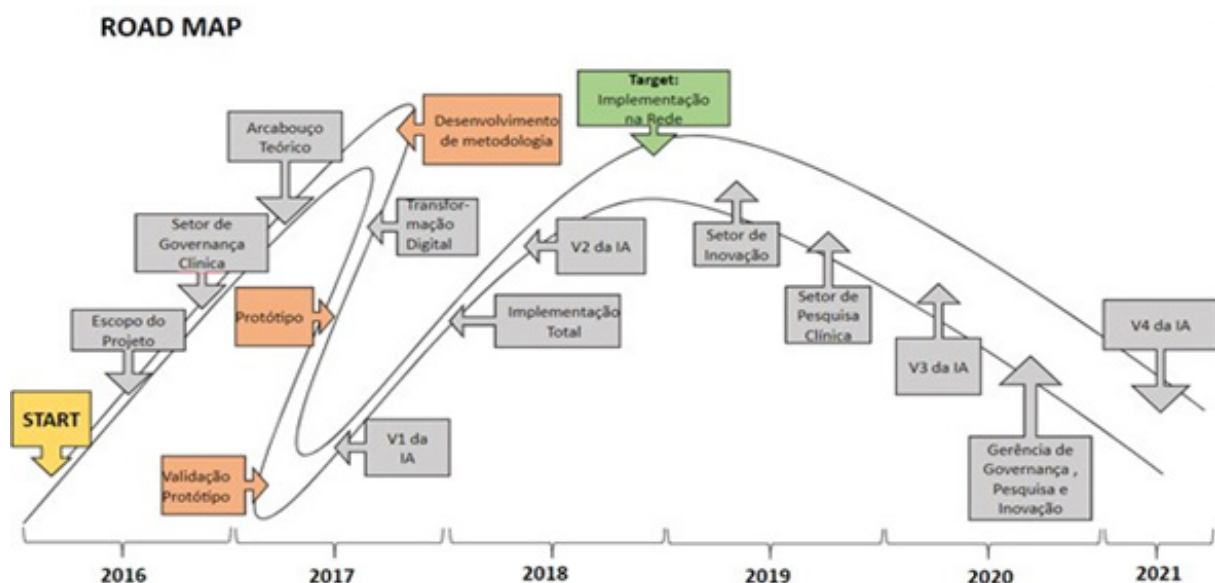 ROAD MAP
START
Escopo do
Projeto
Setor de
Governança
Clínica
Arcabouço
Teórico
Desenvolvimento
de metodologia
Transfor-
mação
Digital
Protótipo
Validação
Protótipo
V1 da
IA
Implementação
Total
V2 da IA
Target:
Implementação
na Rede
Setor de
Inovação
Setor de
Pesquisa
Clínica
V3 da IA
Gerência de
Governança ,
Pesquisa e
Inovação
V4 da IA
2016
2017
2018
2019
2020
2021